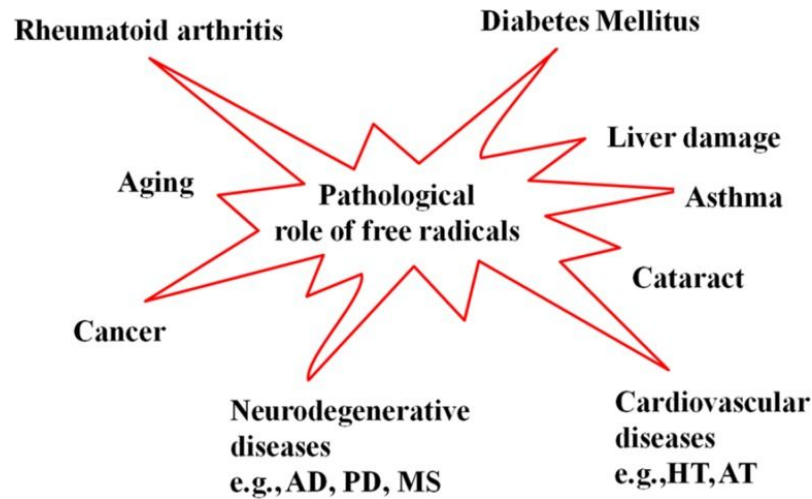 Rheumatoid arthritis
Diabetes Mellitus
Liver damage
Aging
Pathological
role of free radicals
Asthma
Cataract
Cancer
Neurodegenerative
diseases
e.g.,AD, PD, MS
Cardiovascular
diseases
e.g.,HT,AT